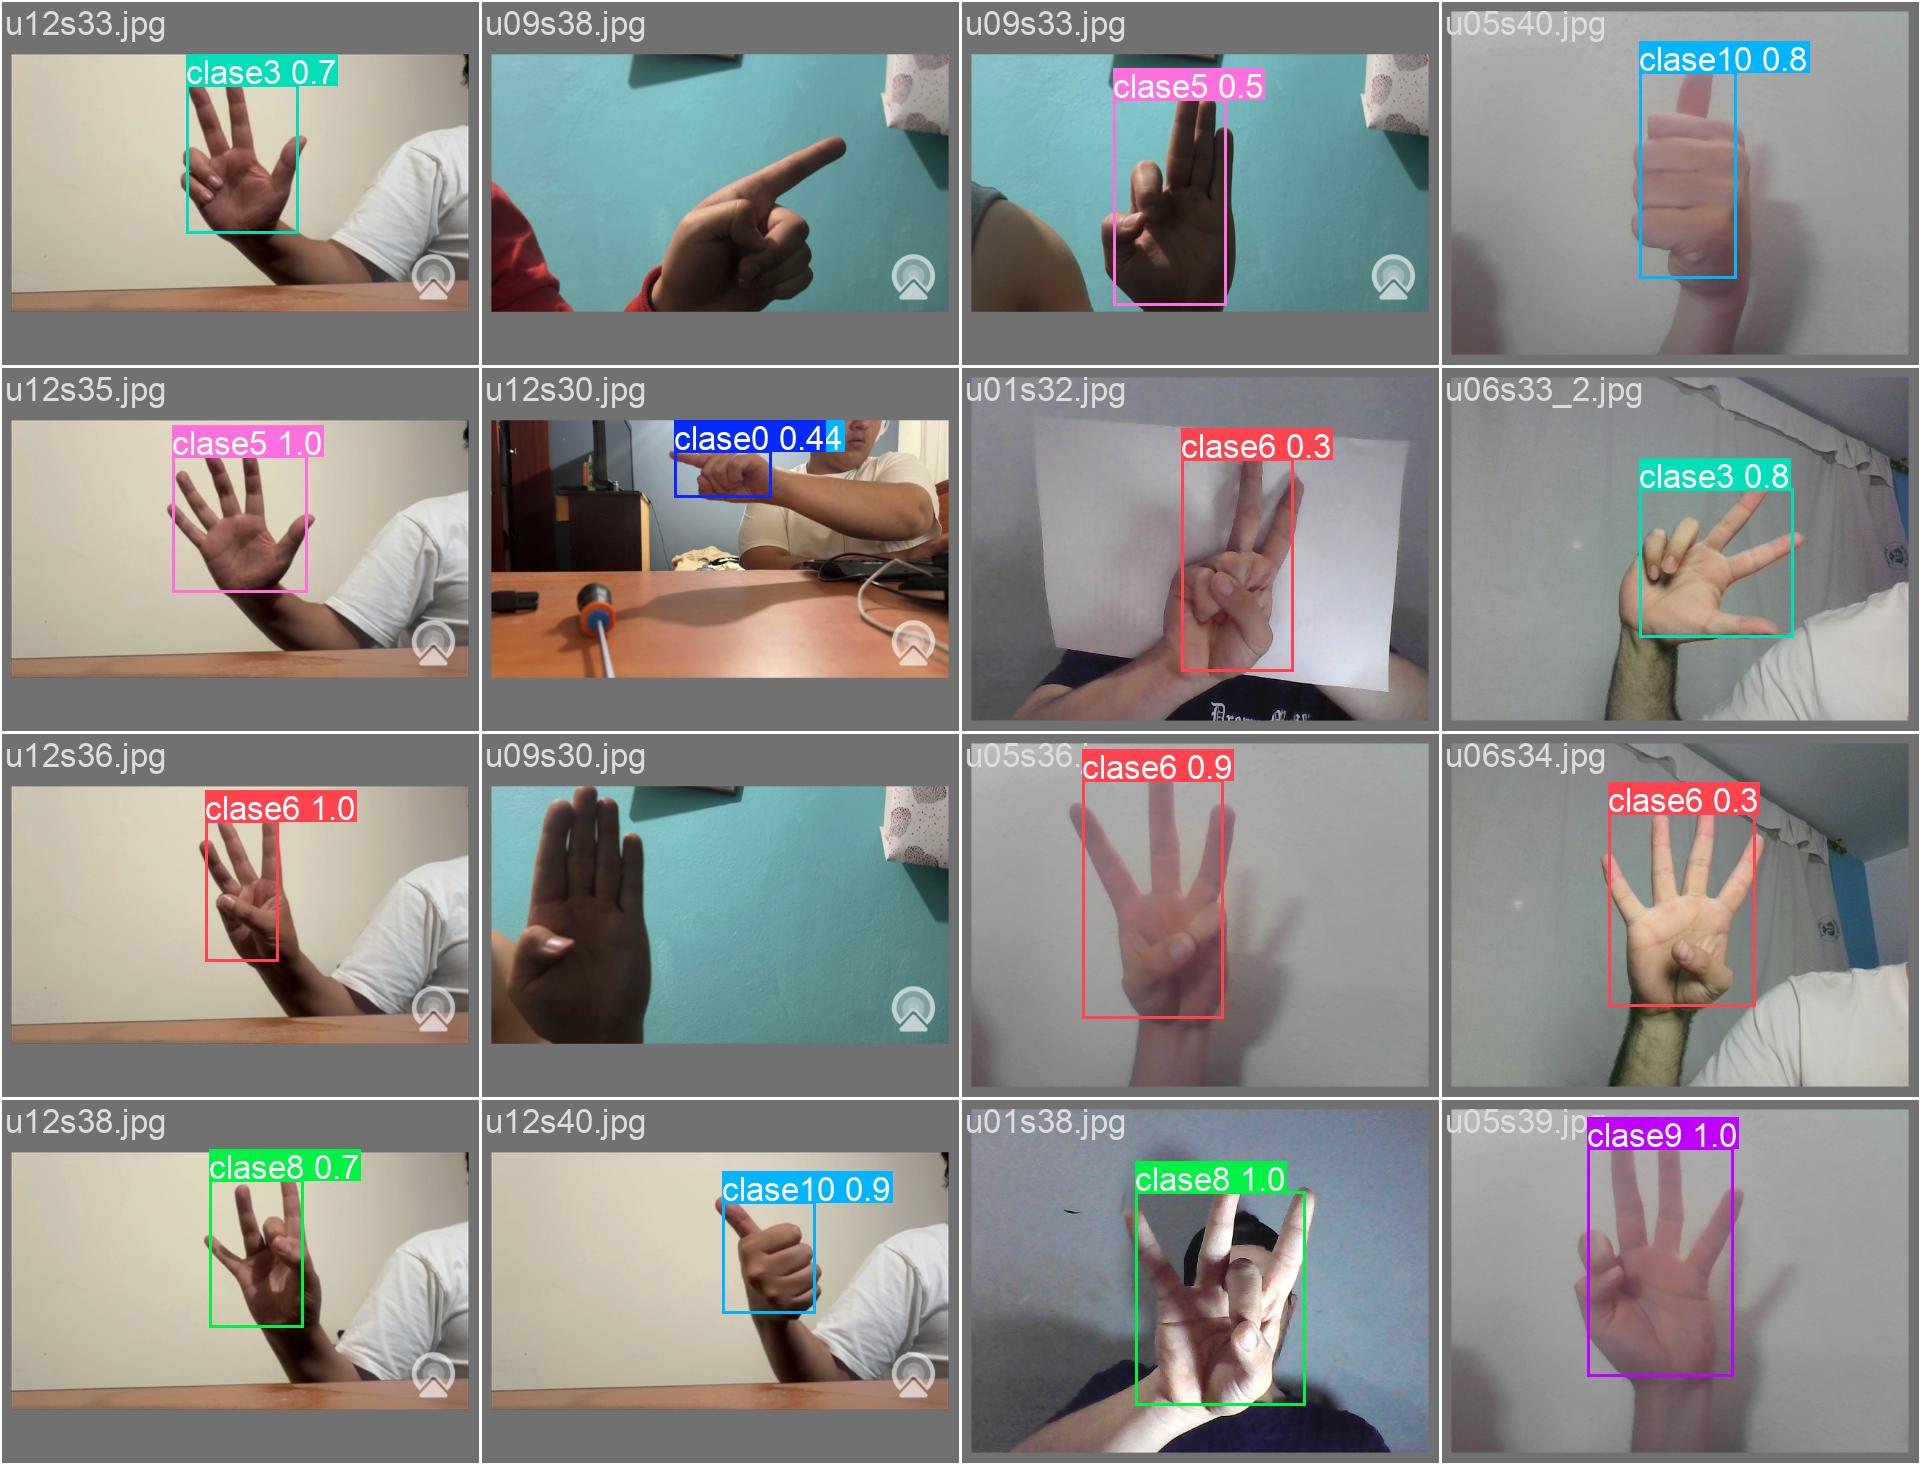 u12s33.jpg
clase3 0.7
u09s38.jpg
u09s33.jpg
clase5 0.5
u05s40.jpg
clase10 0.8
u12s35.jpg
clase5 1.0
u12s30.jpg
clase0 0.44
u01s32.jpg
clase6 0.3
u06s33_2.jpg
clase3 0.8
u12s36.jpg
clase6 1.0
u09s30.jpg
u05s36.
clase6 0.9
u06s34.jpg
clase6 0.3
u12s38.jpg
clase8 0.7
u12s40.jpg
clase10 0.9
u01s38.jpg
clase8 1.0
u05s39.jp
clase9 1.0